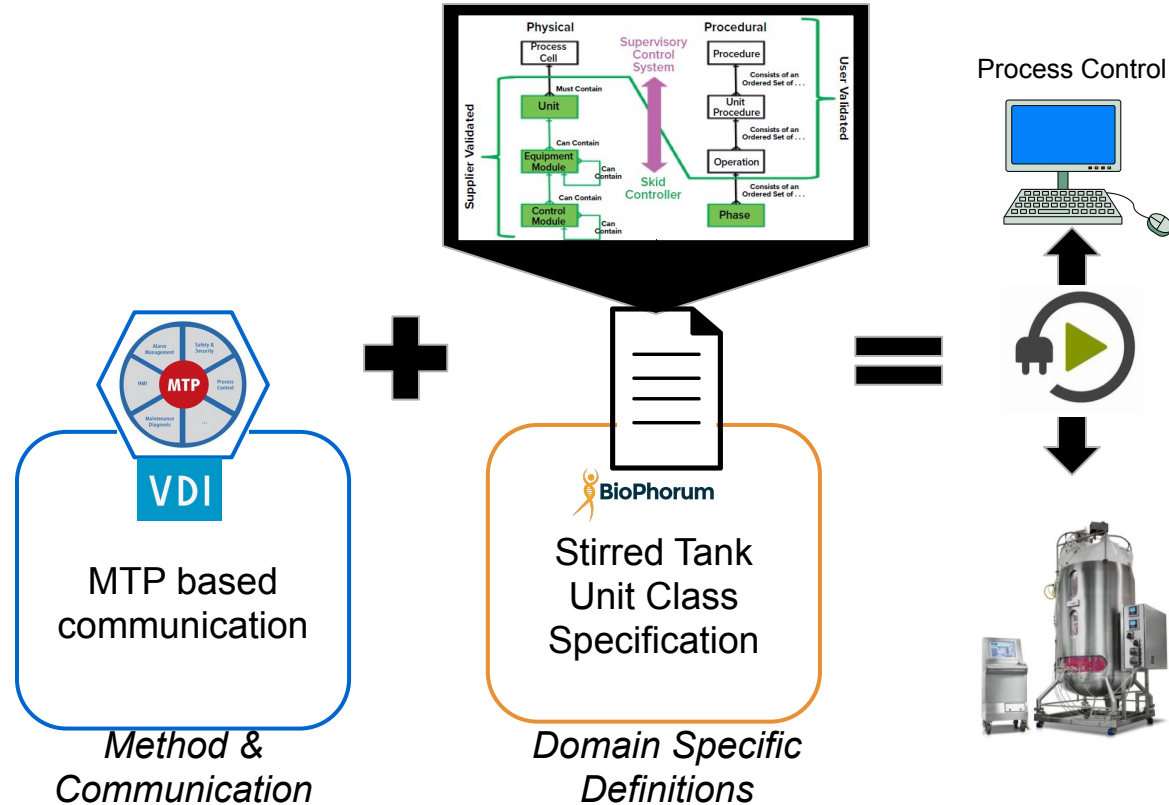 Physical
Procedural
Process
Cell
Supervisory
Control
System
Procedure
Must Contain
Consists of an
Ordered Set of . . .
Unit
Unit
Procedure
Can Contain
Consists of an
Ordered Set of . . .
Equipment
Module
Can
Contain
Operation
Can Contain
Skid
Controller
Consists of an
Ordered Set of . . .
Control
Module
Can
Contain
Phase
Supplier Validated
User Validated
Process Control
Alarm
Management
Safety &
Security
HMI
MTP
Process
Control
Maintenance
Diagnosis
...
VDI
MTP based
communication
Method &
Communication
BioPhorum
Stirred Tank
Unit Class
Specification
Domain Specific
Definitions